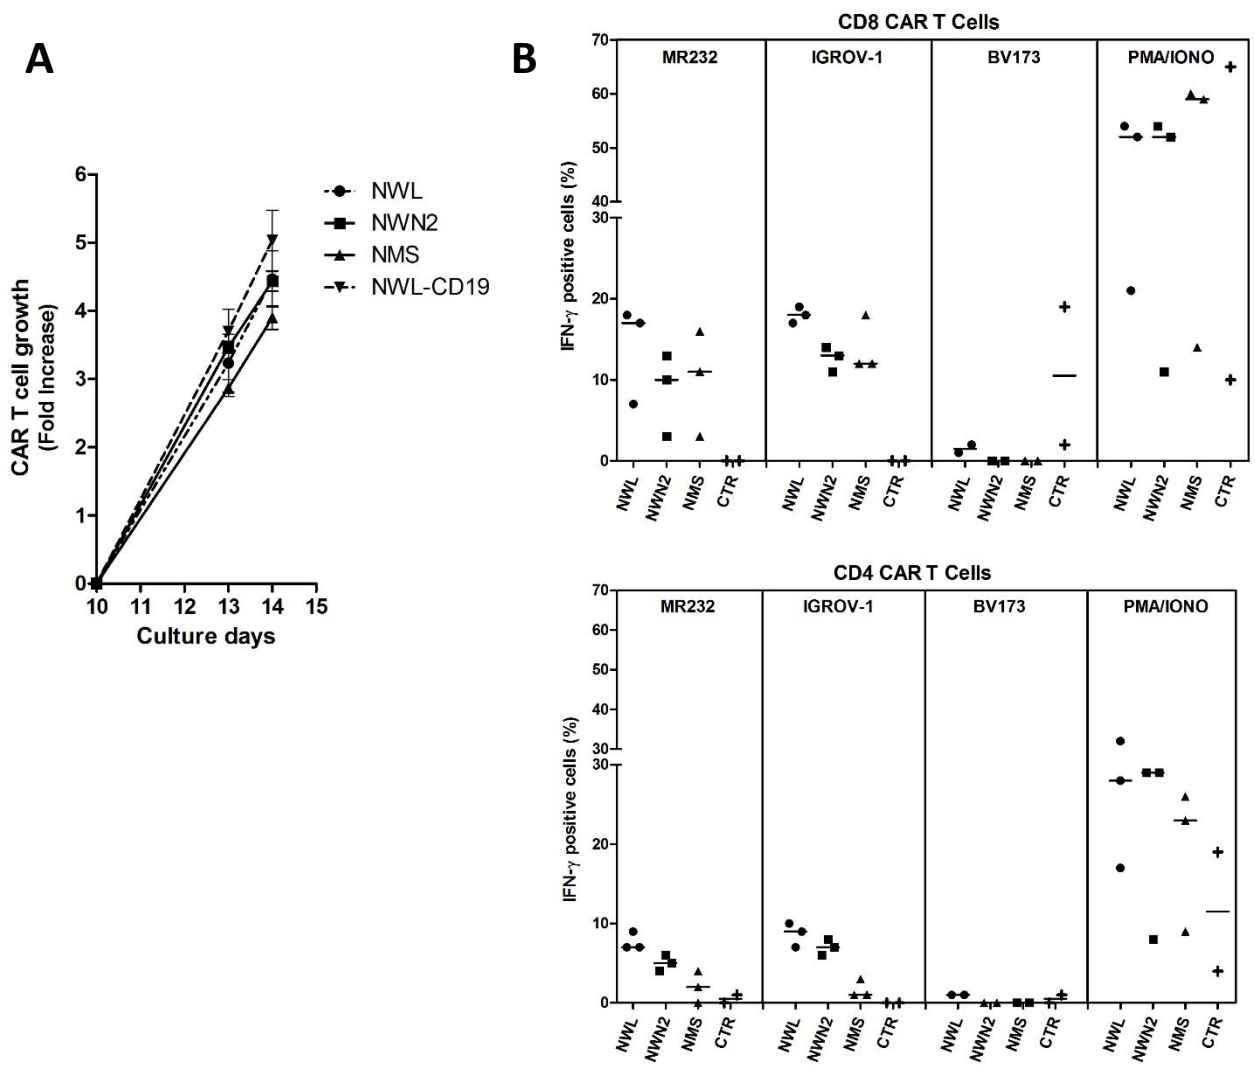 A
6
5
4
3
2
1
0
10 11 12 13 14 15
CAR T cell growth
(Fold Increase)
Culture days
NWL
NWN2
NMS
NWL-CD19
B
CD8 CAR T Cells
MR232 IGROV-1 BV173 PMA/IONO
70
60
50
40
30
20
10
0
IFN-γ positive cells (%)
NWL NWN2 NMS CTR NWL NWN2 NMS CTR NWL NWN2 NMS CTR NWL NWN2 NMS CTR
CD4 CAR T Cells
MR232 IGROV-1 BV173 PMA/IONO
70
60
50
40
30
30
20
10
0
IFN-γ positive cells (%)
NWL NWN2 NMS CTR NWL NWN2 NMS CTR NWL NWN2 NMS CTR NWL NWN2 NMS CTR